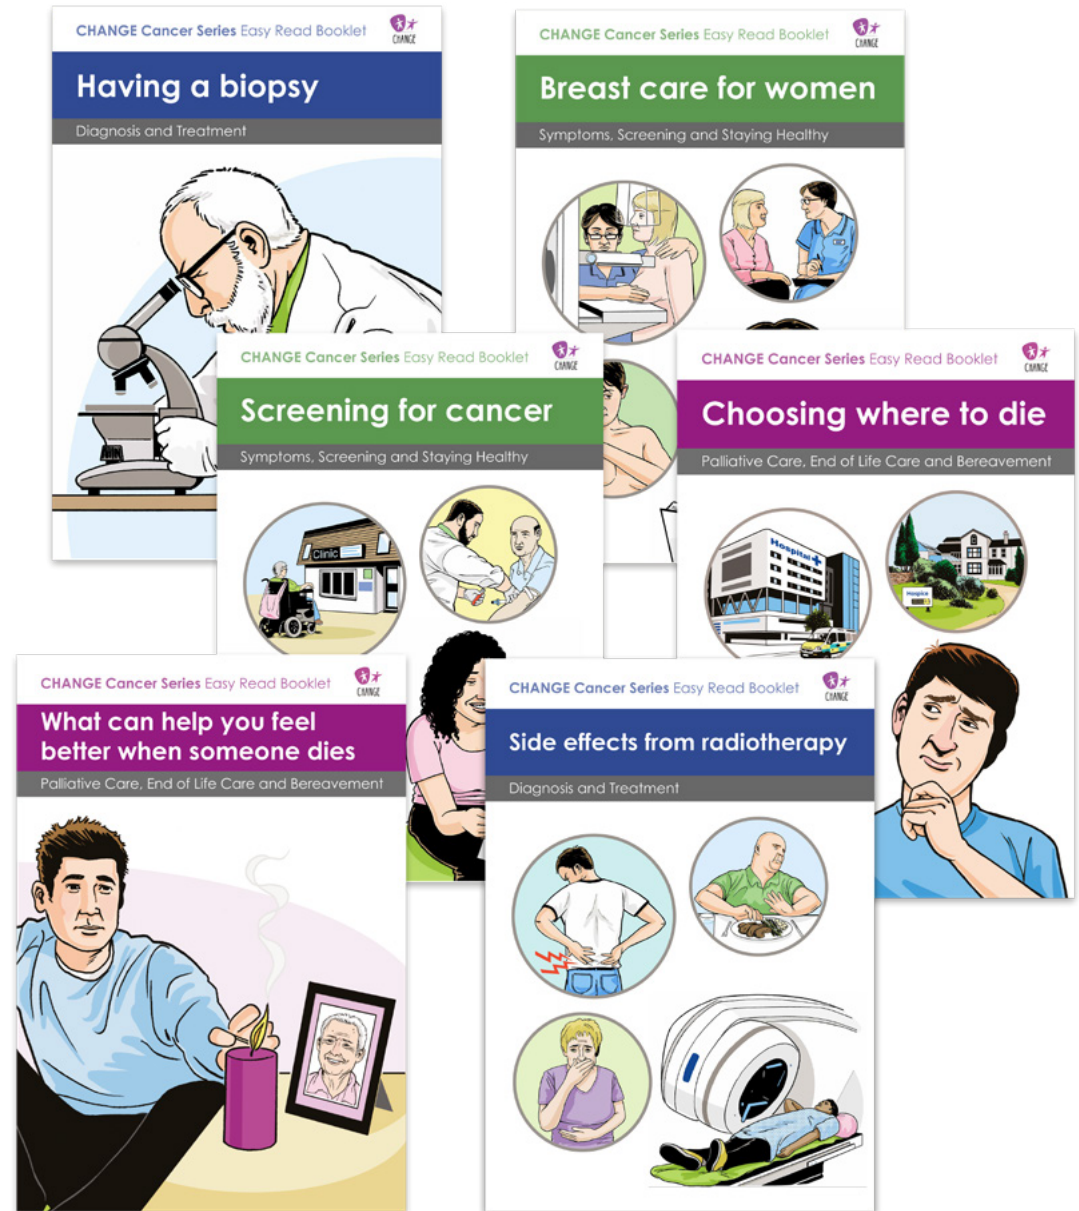 CHANGE Cancer Series Easy Read Booklet
CHANGE
Having a biopsy
Diagnosis and Treatment
CHANGE Cancer Series Easy Read Booklet
CHANGE
Breast care for women
Symptoms, Screening and Staying Healthy
CHANGE Cancer Series Easy Read Booklet
CHANGE
Screening for cancer
Symptoms, Screening and Staying Healthy
Clinic
CHANGE Cancer Series Easy Read Booklet
CHANGE
Choosing where to die
Palliative Care, End of Life Care and Bereavement
Hospital
Hospice
CHANGE Cancer Series Easy Read Booklet
CHANGE
What can help you feel
better when someone dies
Palliative Care, End of Life Care and Bereavement
CHANGE Cancer Series Easy Read Booklet
CHANGE
Side effects from radiotherapy
Diagnosis and Treatment